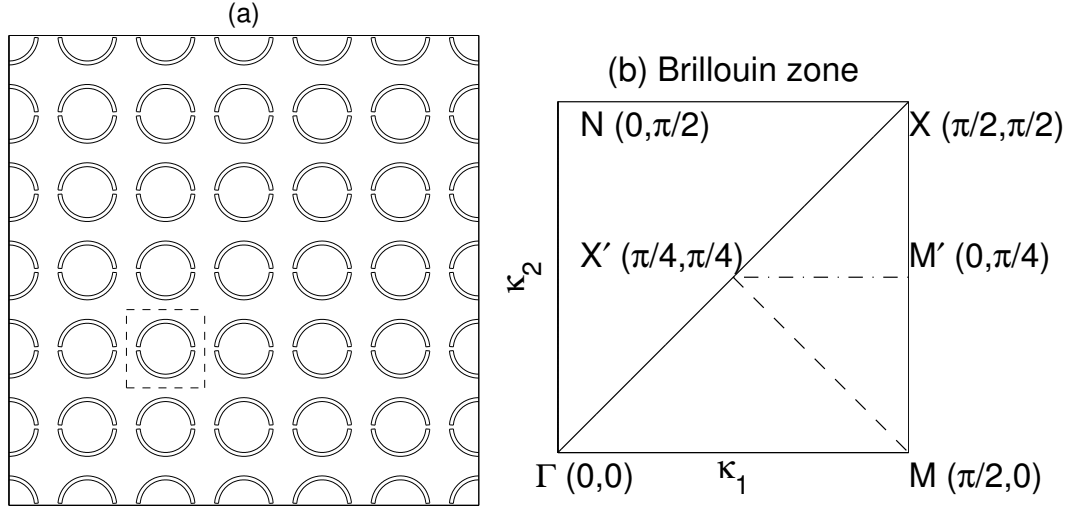 (a)
(b) Brillouin zone
N (0,π/2)
X (π/2,π/2)
X′ (π/4,π/4)
M′ (0,π/4)
κ2
Γ (0,0)
κ1
M (π/2,0)